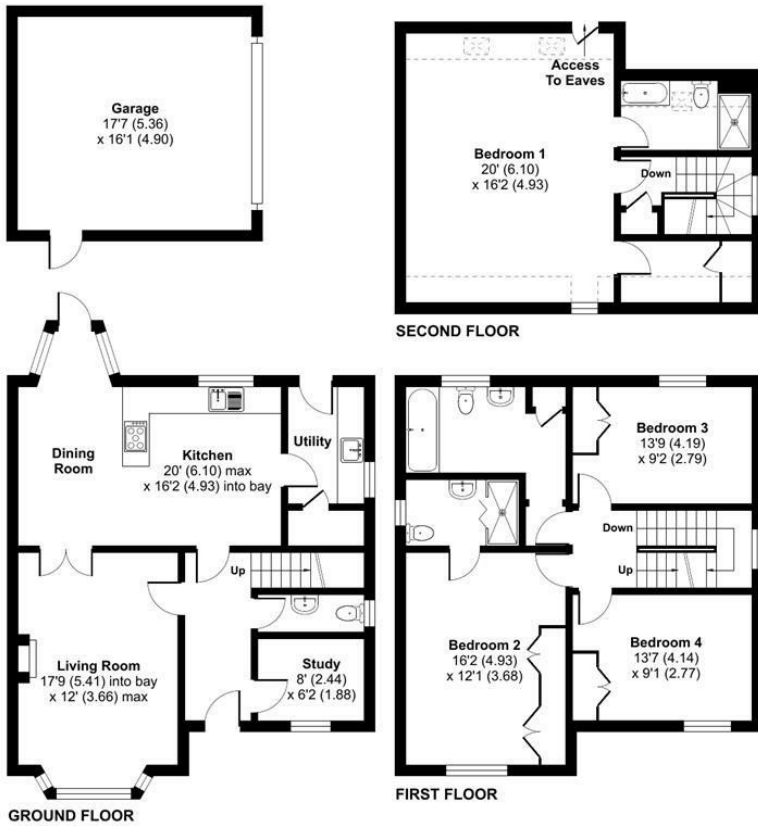 Garage
17'7 (5.36)
x 16'1 (4.90)
Access
To Eaves
Bedroom 1
20' (6.10)
x 16'2 (4.93)
Down
SECOND FLOOR
Dining
Room
Kitchen
20' (6.10) max
x 16'2 (4.93) into bay
Utility
Up
Living Room
17'9 (5.41) into bay
x 12' (3.66) max
Study
8' (2.44)
x 6'2 (1.88)
GROUND FLOOR
Bedroom 3
13'9 (4.19)
x 9'2 (2.79)
Down
Up
Bedroom 2
16'2 (4.93)
x 12'1 (3.68)
Bedroom 4
13'7 (4.14)
x 9'1 (2.77)
FIRST FLOOR